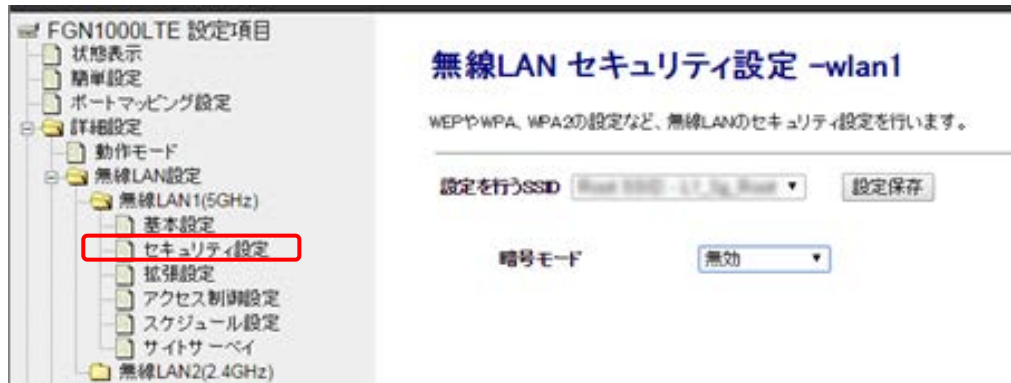 FGN1000LTE 設定項目
状態表示
簡単設定
ポートマッピング設定
詳細設定
動作モード
無線LAN設定
無線LAN1(5GHz)
基本設定
セキュリティ設定
拡張設定
アクセス制御設定
スケジュール設定
サイトサーベイ
無線LAN2(2.4GHz)
無線LAN セキュリティ設定 -wlan1
WEPやWPA、WPA2の設定など、無線LANのセキュリティ設定を行います。
設定を行うSSID
設定保存
暗号モード 無効